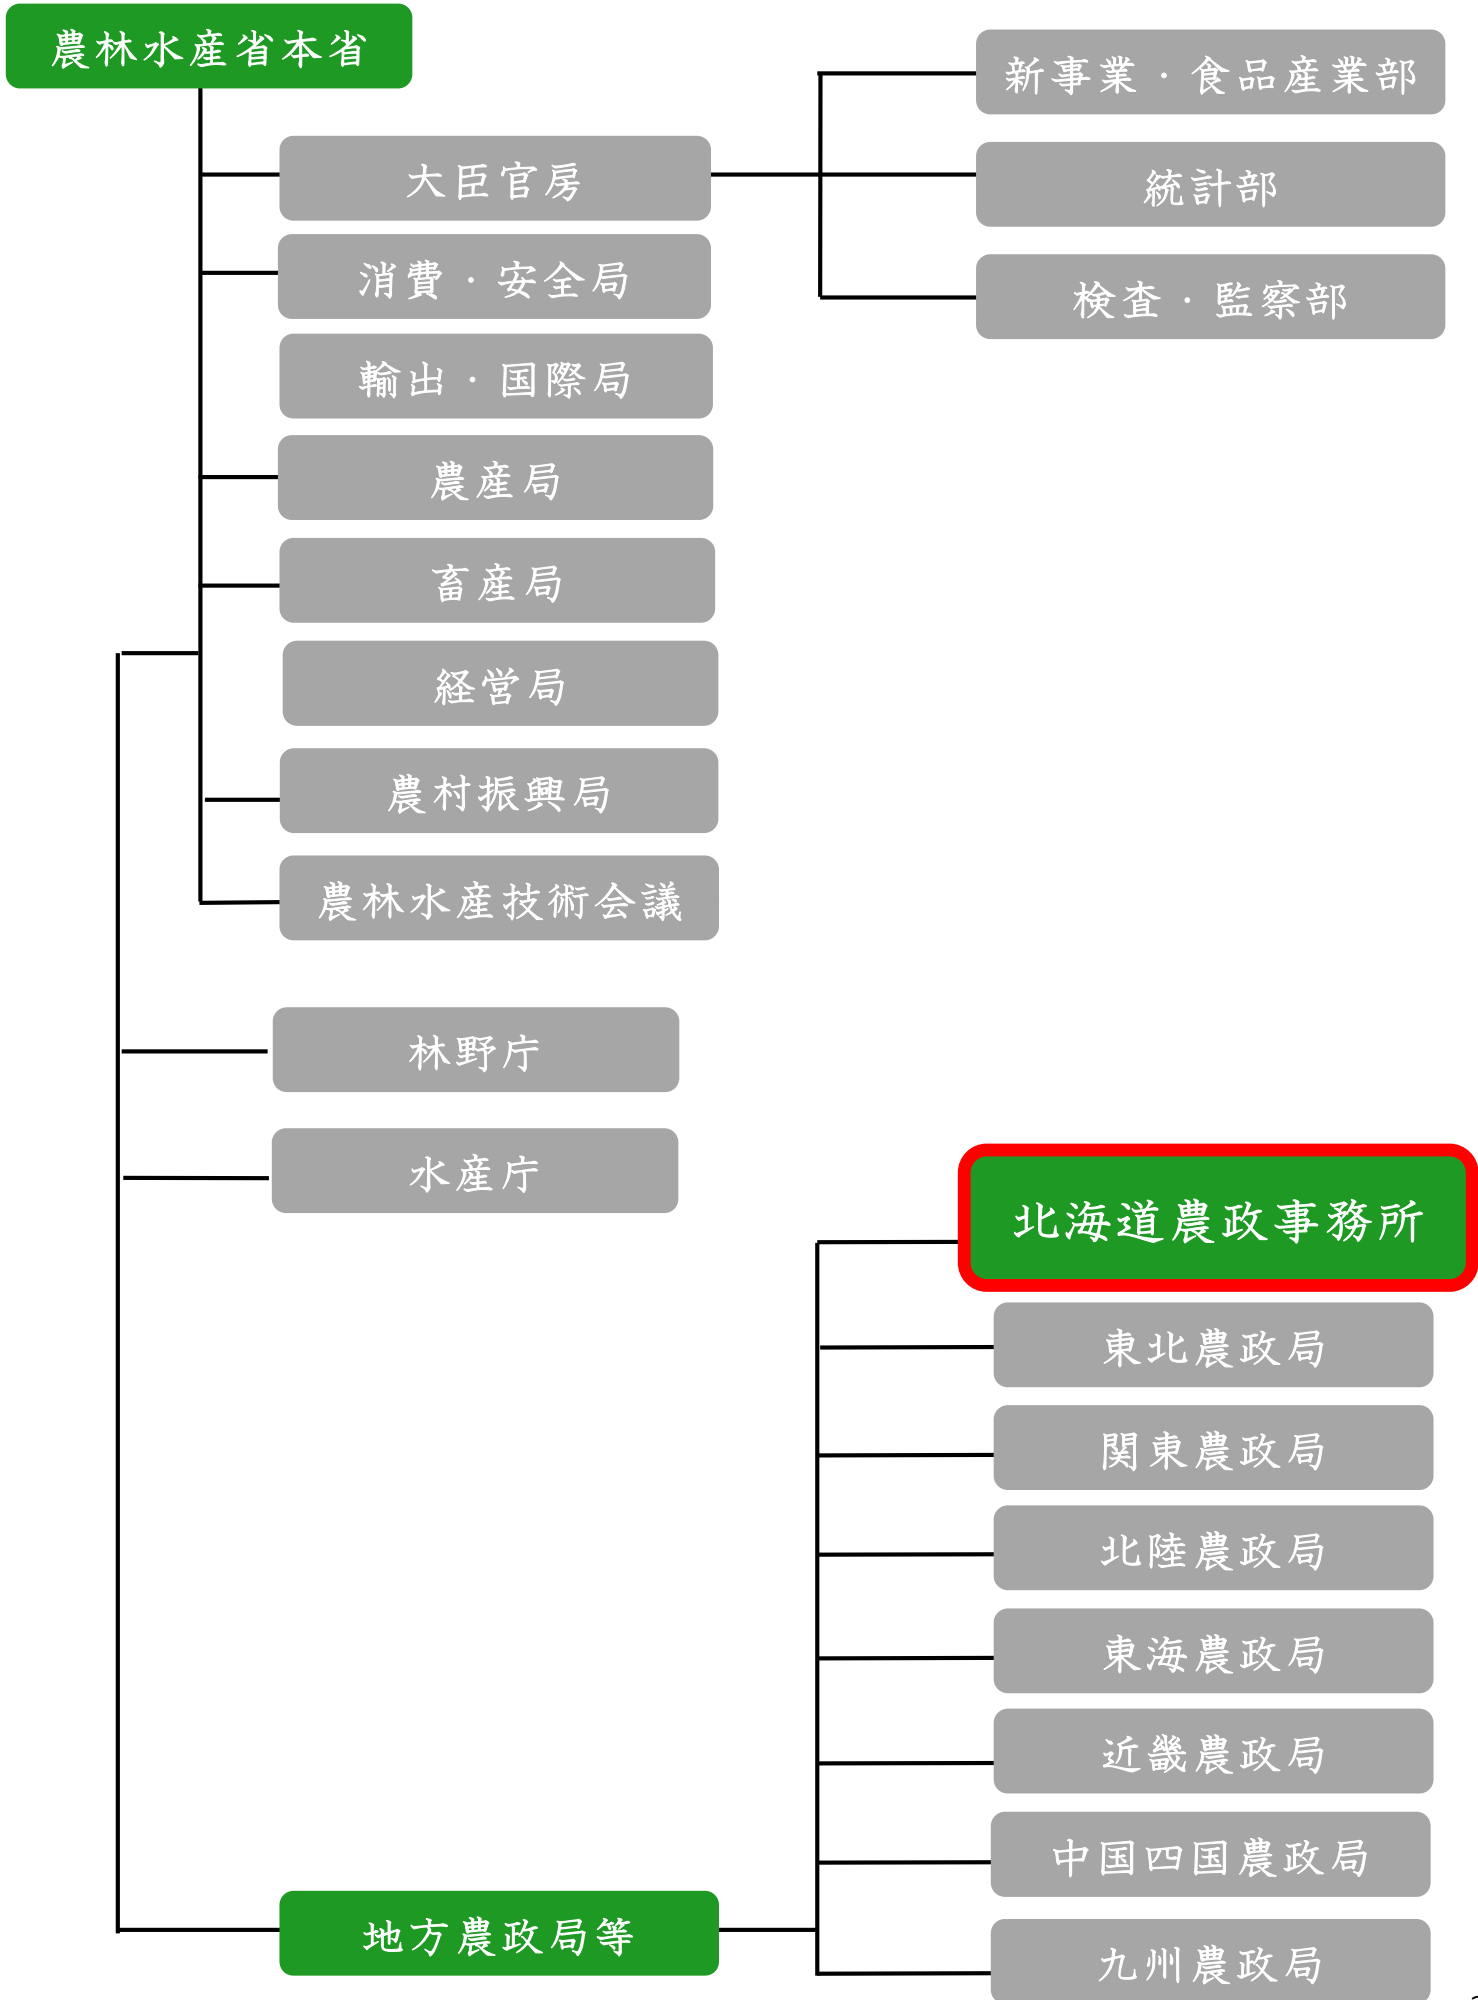 農林水産省本省
大臣官房
新事業・食品産業部
統計部
検査・監察部
消費・安全局
輸出・国際局
農産局
畜産局
経営局
農村振興局
農林水産技術会議
林野庁
水産庁
地方農政局等
北海道農政事務所
東北農政局
関東農政局
北陸農政局
東海農政局
近畿農政局
中国四国農政局
九州農政局